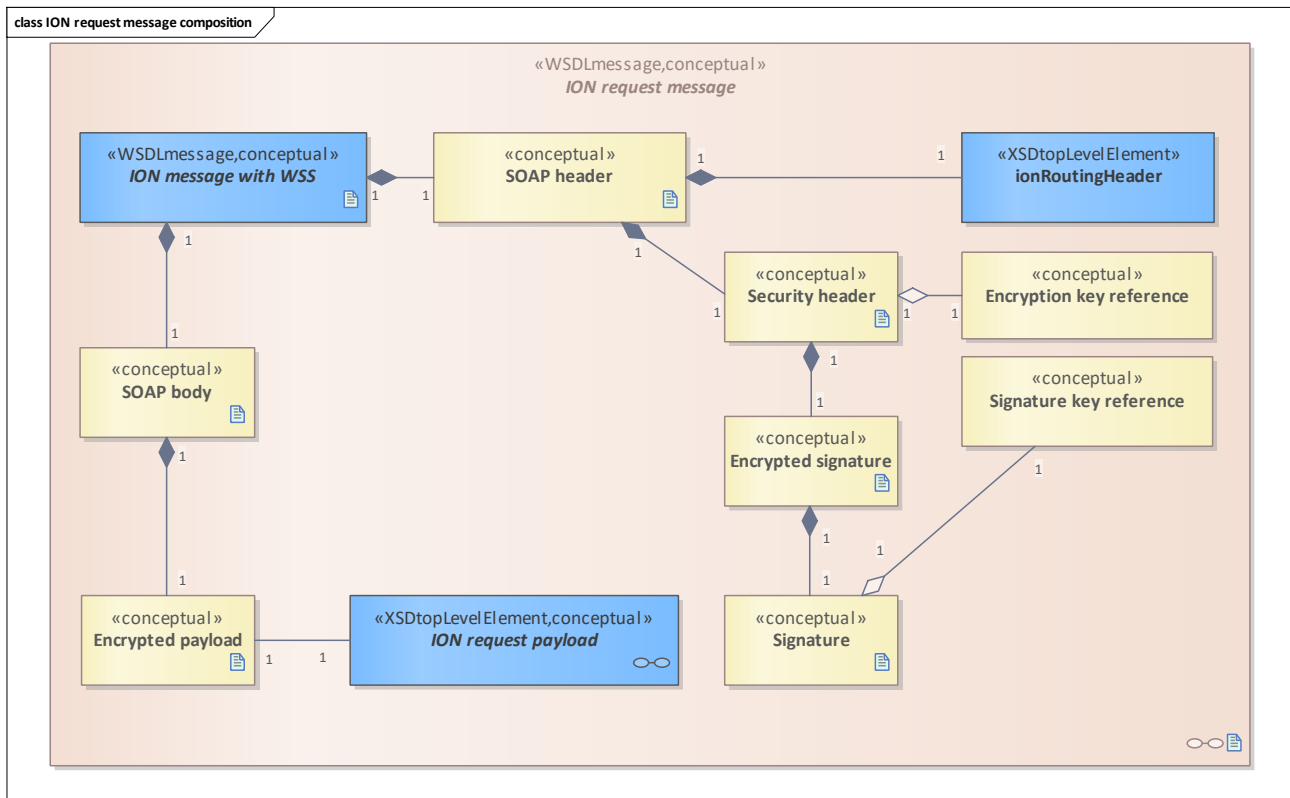 class ION request message composition
«WSDLmessage,conceptual»
ION request message
«WSDLmessage,conceptual»
ION message with WSS
«conceptual»
SOAP header
«XSDtopLevelElement»
ionRoutingHeader
1
1
1
1
1
1
1
1
«conceptual»
Security header
«conceptual»
Encryption key reference
1
1
«conceptual»
SOAP body
«conceptual»
Signature key reference
1
1
«conceptual»
Encrypted signature
1
1
1
1
1
1
1
«conceptual»
Encrypted payload
«XSDtopLevelElement,conceptual»
ION request payload
«conceptual»
Signature
1
1